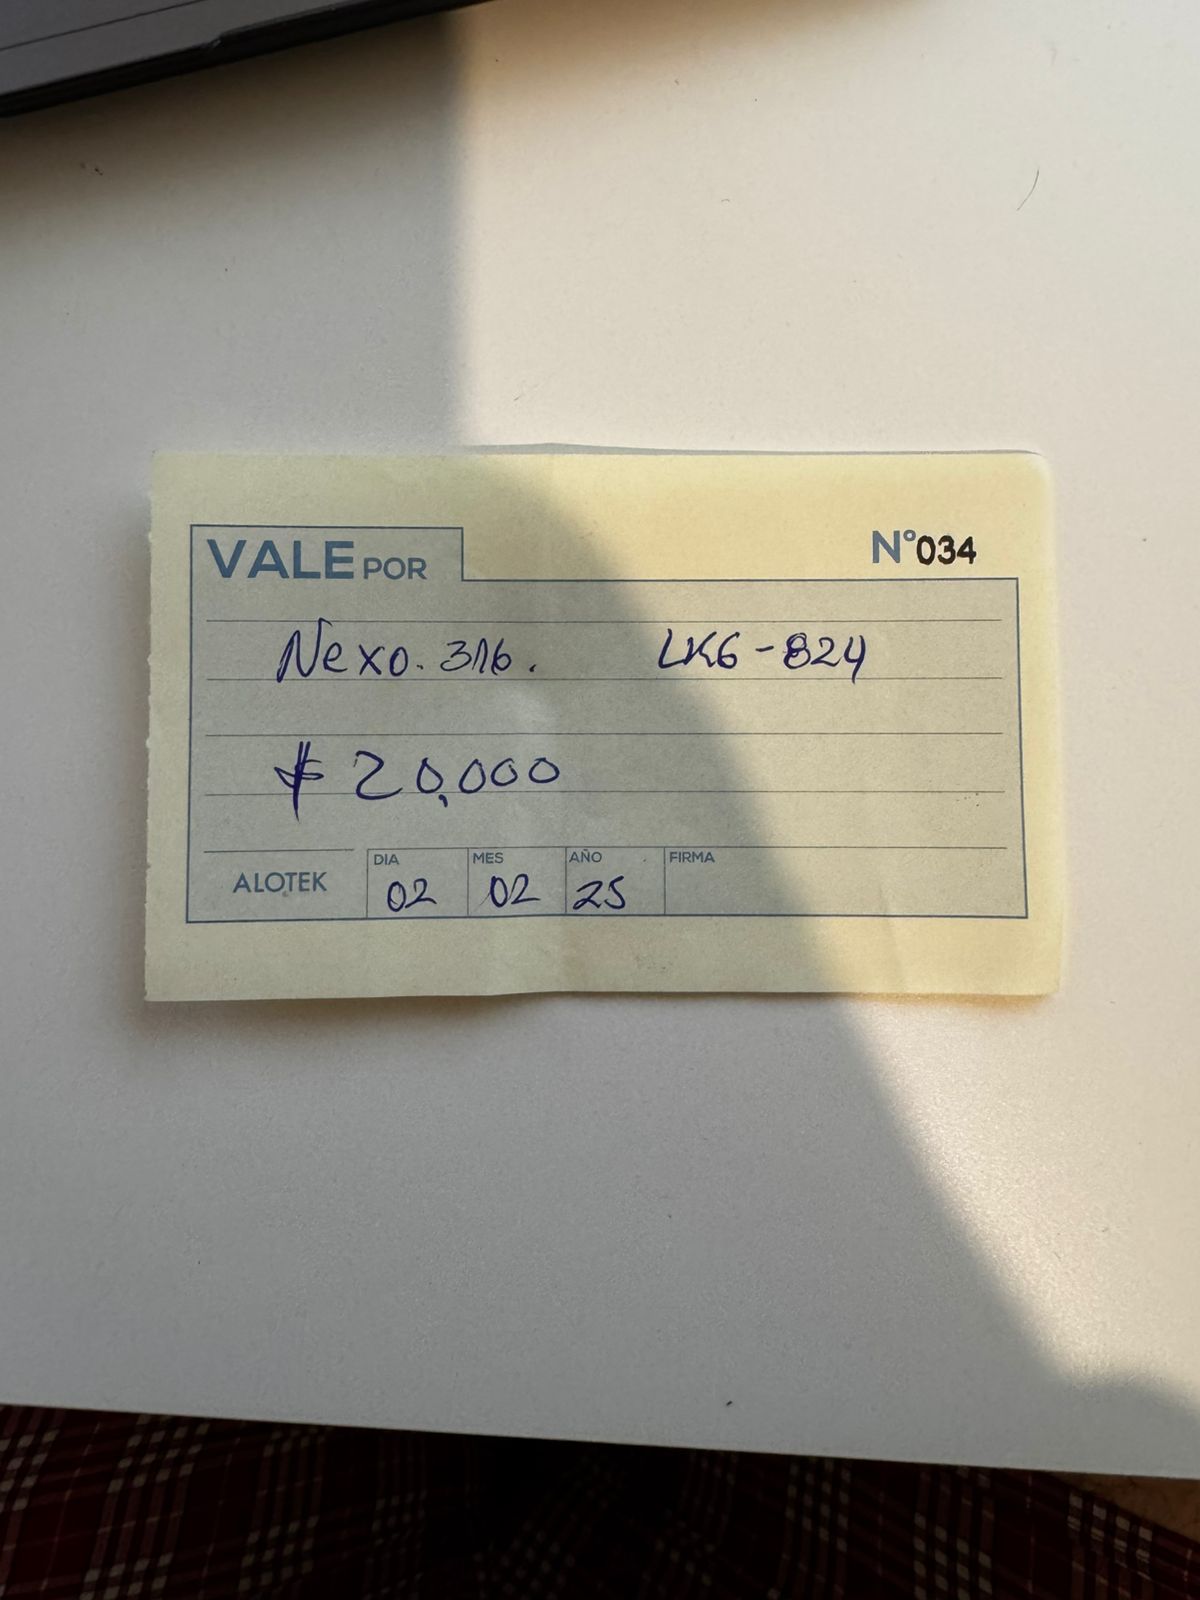 VALE POR
N°034
Nexo. 316. LK6-824
$ 20,000
ALOTEK
DIA MES AÑO FIRMA
02 02 25